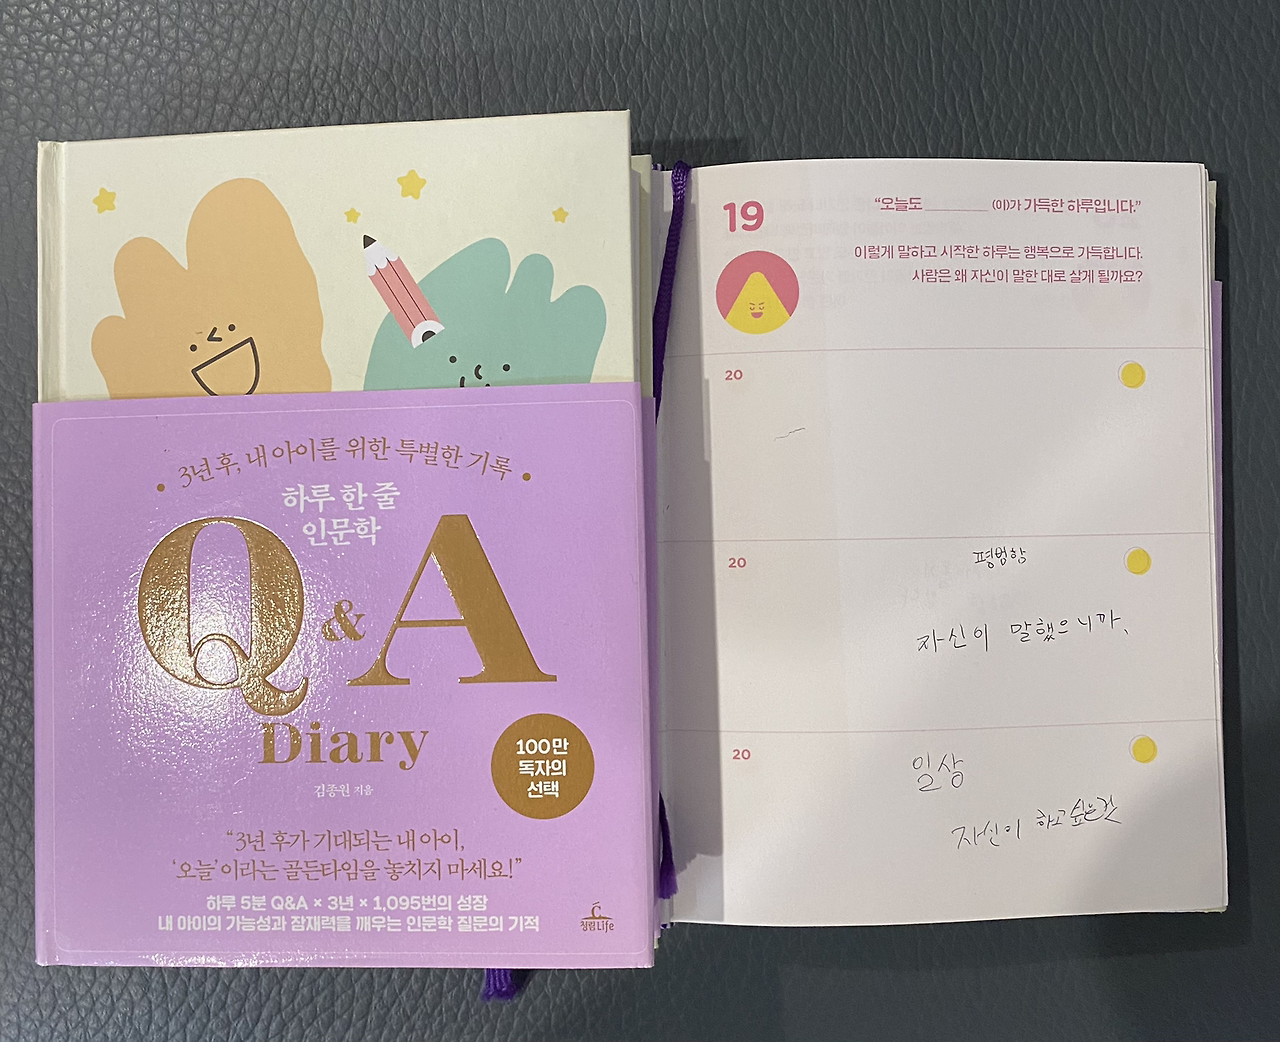 3년 후, 내 아이를 위한 특별한 기록
하루 한 줄
인문학
Q&A
Diary
100만
독자의
선택
김종원 지음
“3년 후가 기대되는 내 아이,
‘오늘’이라는 골든타임을 놓치지 마세요!”
하루 5분 Q&A × 3년 × 1,095번의 성장
내 아이의 가능성과 잠재력을 깨우는 인문학 질문의 기적
청림Life
19
“오늘도 ________ (이)가 가득한 하루입니다.”
이렇게 말하고 시작한 하루는 행복으로 가득합니다.
사람은 왜 자신이 말한 대로 살게 될까요?
20
20
평범함
자신이 말했으니까.
20
일상
자신이 하고싶은것